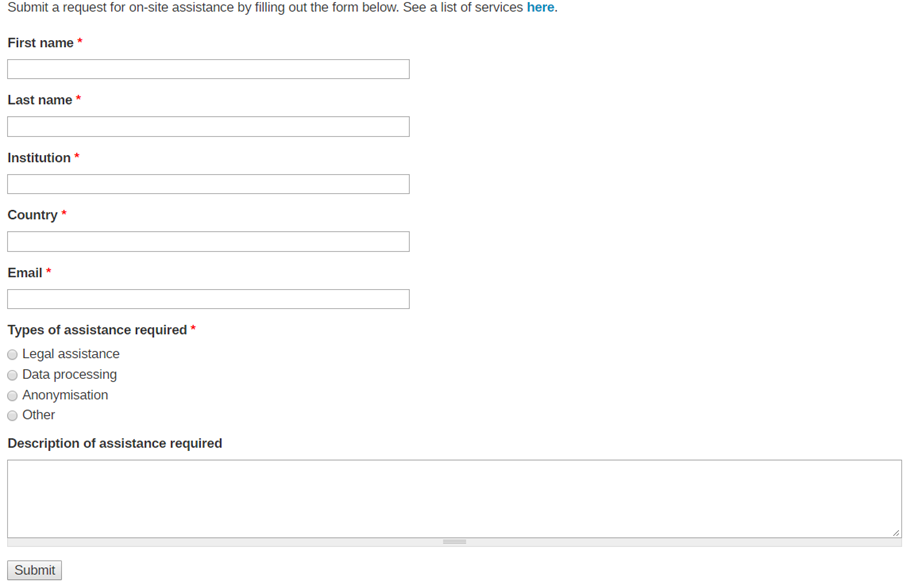 Submit a request for on-site assistance by filling out the form below. See a list of services here.
First name *
Last name *
Institution *
Country *
Email *
Types of assistance required *
Legal assistance
Data processing
Anonymisation
Other
Description of assistance required
Submit